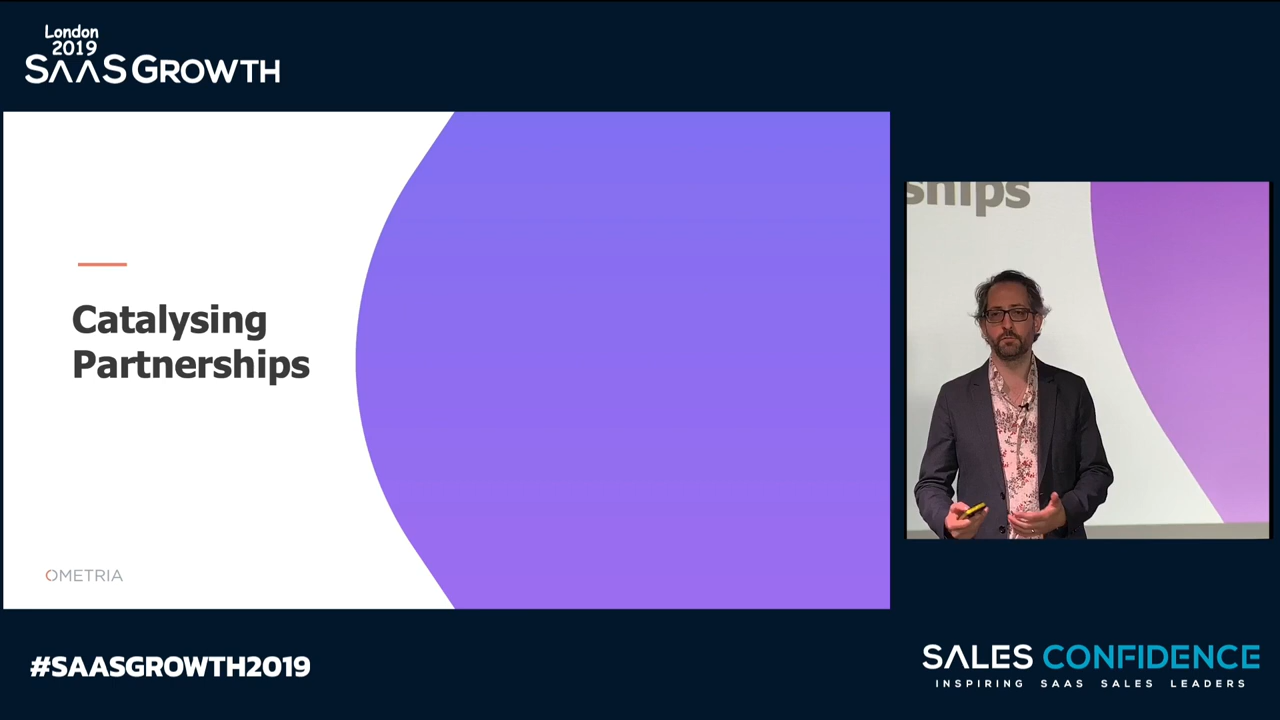 London
2019
SAAS GROWTH
Catalysing
Partnerships
OMETRIA
ships
#SAASGROWTH2019
SALES CONFIDENCE
INSPIRING SAAS SALES LEADERS